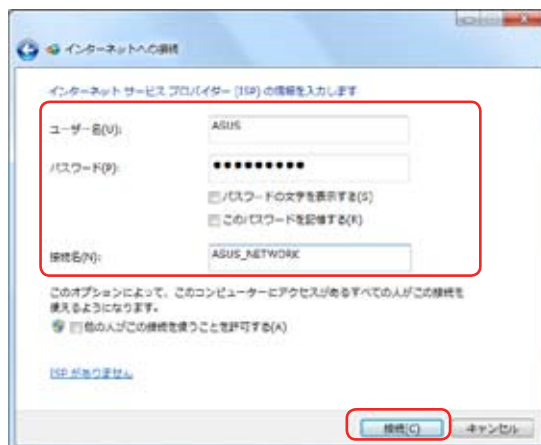 インターネットへの接続
インターネット サービス プロバイダー (ISP) の情報を入力します
ユーザー名(U):
ASUS
パスワード(P):
●●●●●●●●●
パスワードの文字を表示する(S)
このパスワードを記憶する(R)
接続名(N):
ASUS_NETWORK
このオプションによって、このコンピューターにアクセスがあるすべての人がこの接続を
使えるようになります。
他の人がこの接続を使うことを許可する(A)
ISP がありません
接続(C)
キャンセル